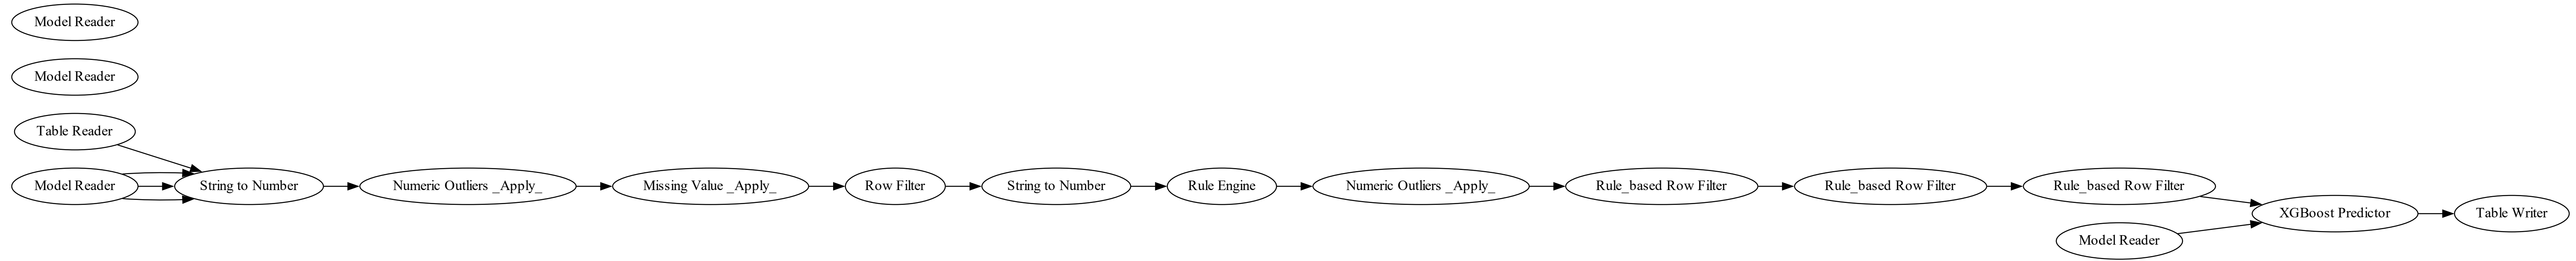 Model Reader
Model Reader
Table Reader
Model Reader
String to Number
Numeric Outliers _Apply_
Missing Value _Apply_
Row Filter
String to Number
Rule Engine
Numeric Outliers _Apply_
Rule_based Row Filter
Rule_based Row Filter
Rule_based Row Filter
Model Reader
XGBoost Predictor
Table Writer